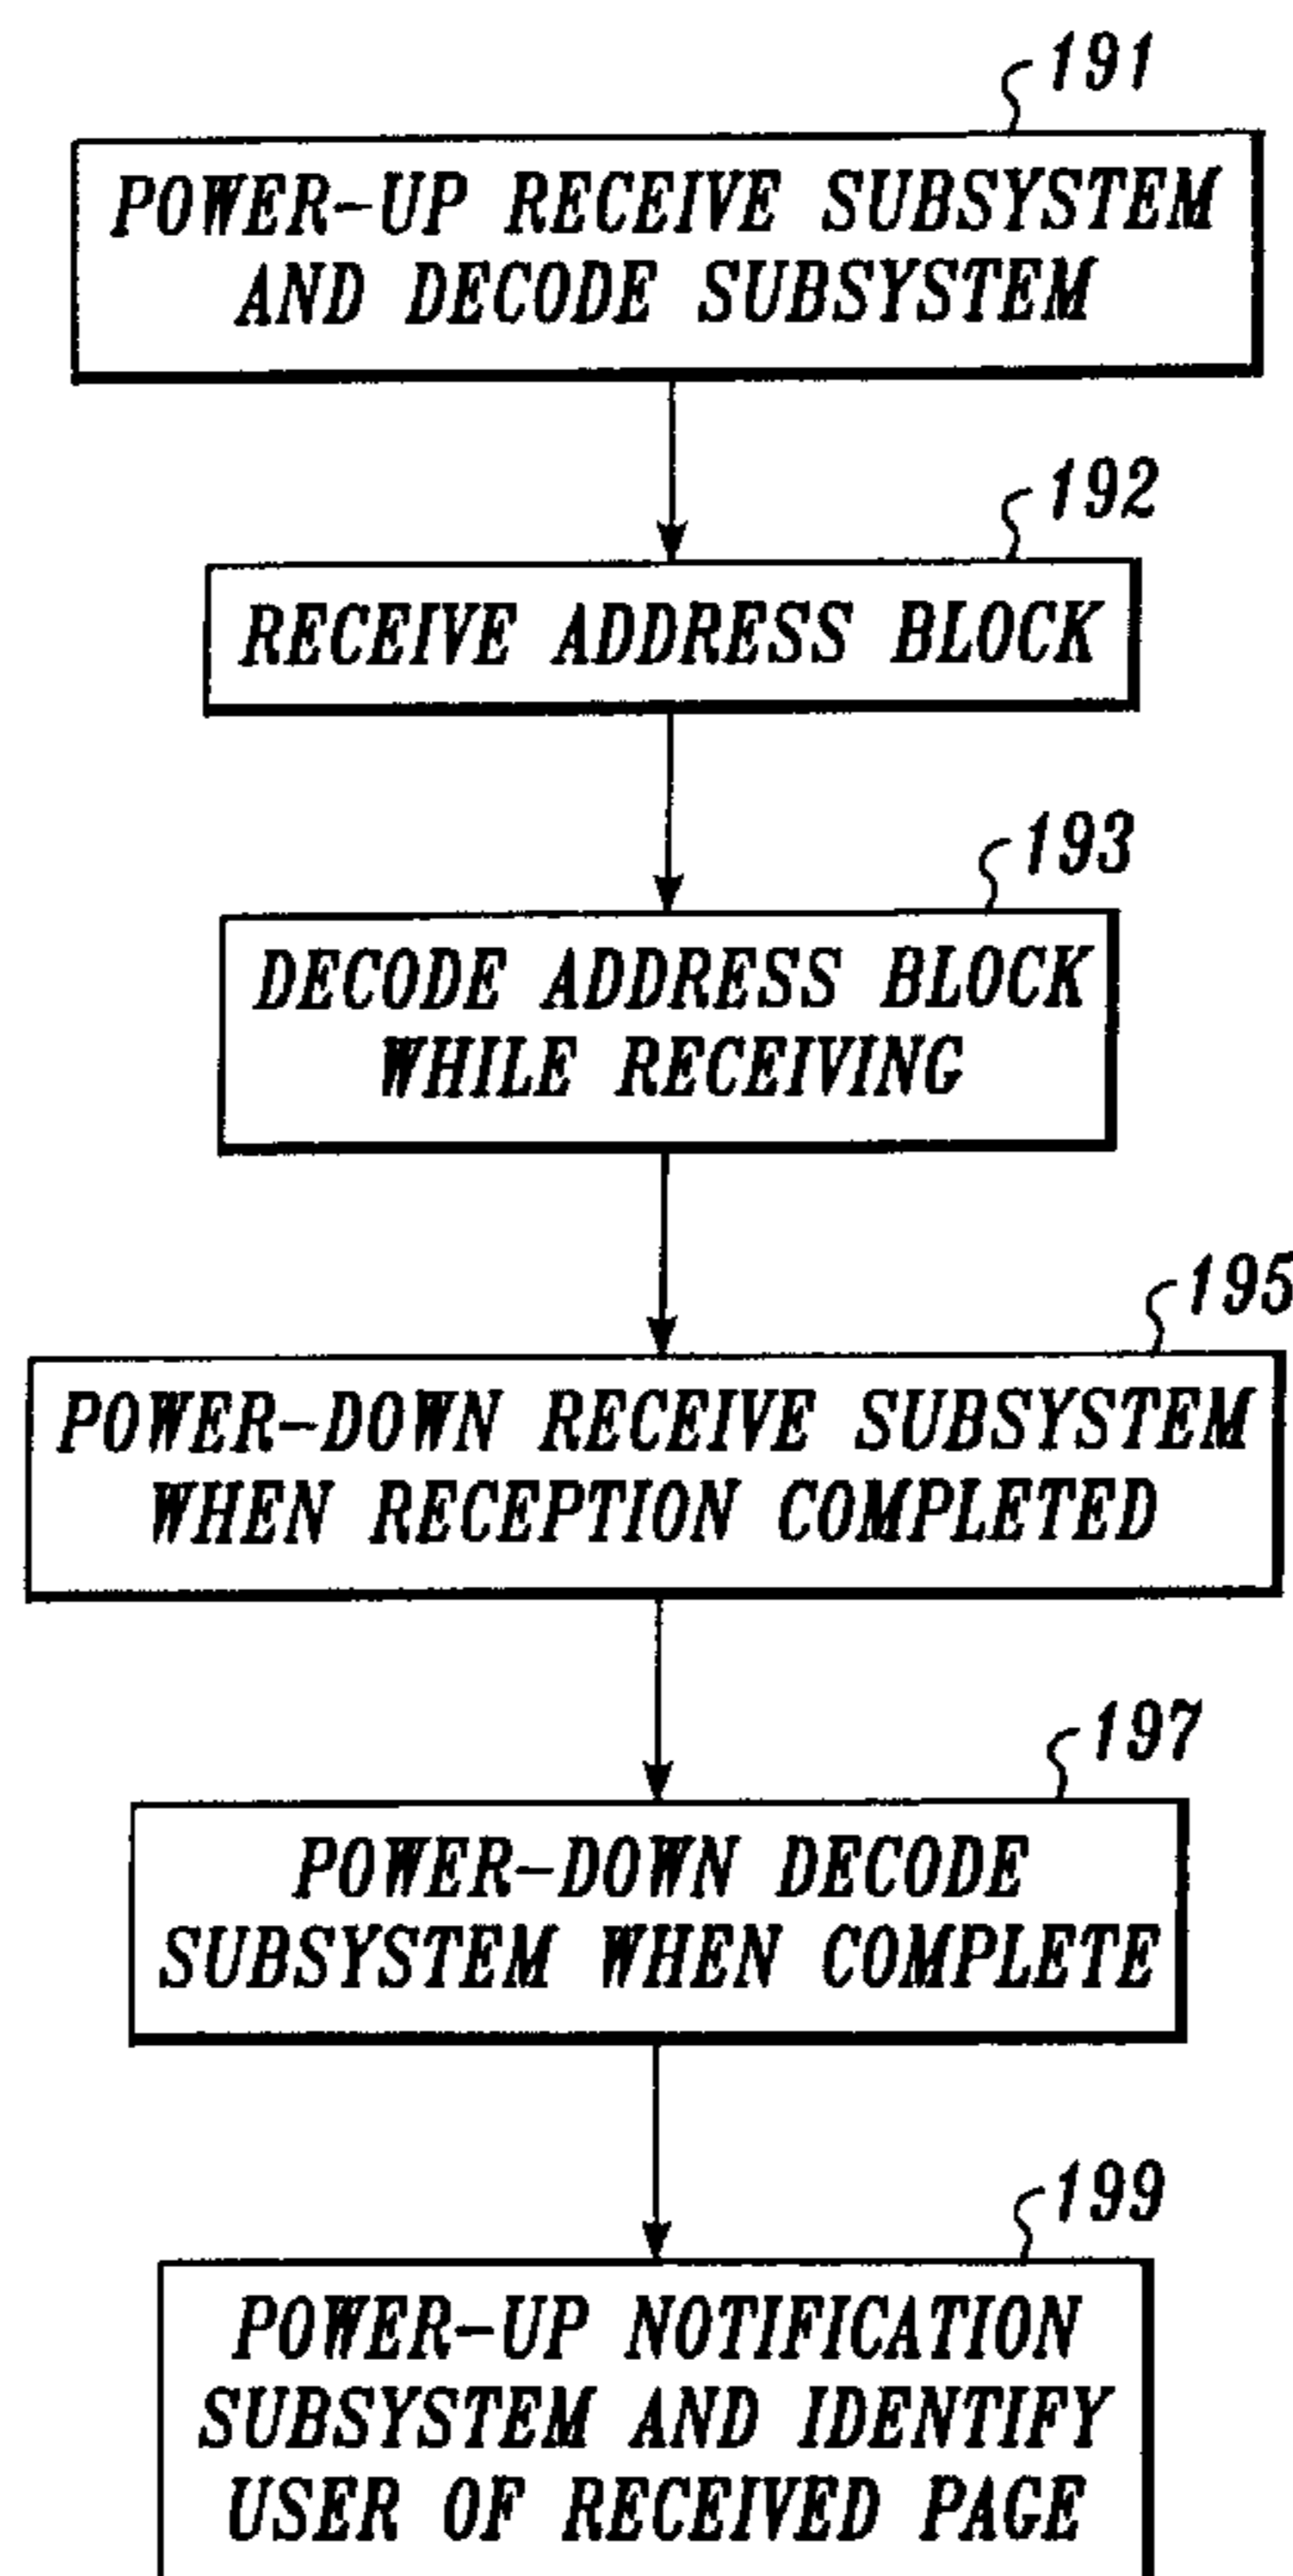 191
POWER-UP RECEIVE SUBSYSTEM
AND DECODE SUBSYSTEM
192
RECEIVE ADDRESS BLOCK
193
DECODE ADDRESS BLOCK
WHILE RECEIVING
195
POWER-DOWN RECEIVE SUBSYSTEM
WHEN RECEPTION COMPLETED
197
POWER-DOWN DECODE
SUBSYSTEM WHEN COMPLETE
199
POWER-UP NOTIFICATION
SUBSYSTEM AND IDENTIFY
USER OF RECEIVED PAGE